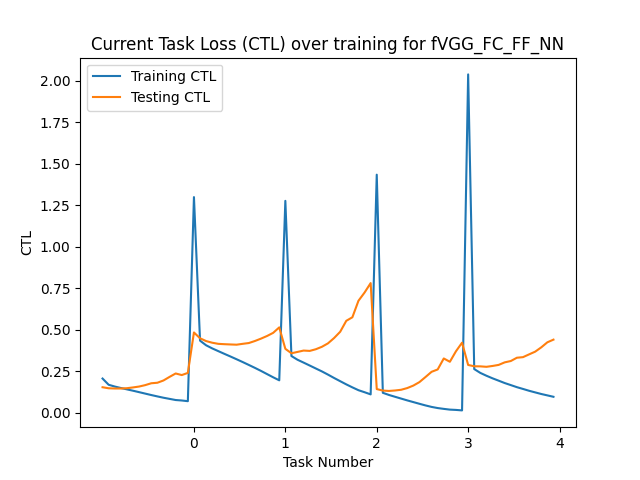 Current Task Loss (CTL) over training for fVGG_FC_FF_NN
Training CTL
Testing CTL
2.00
1.75
1.50
1.25
1.00
0.75
0.50
0.25
0.00
CTL
0 1 2 3 4
Task Number